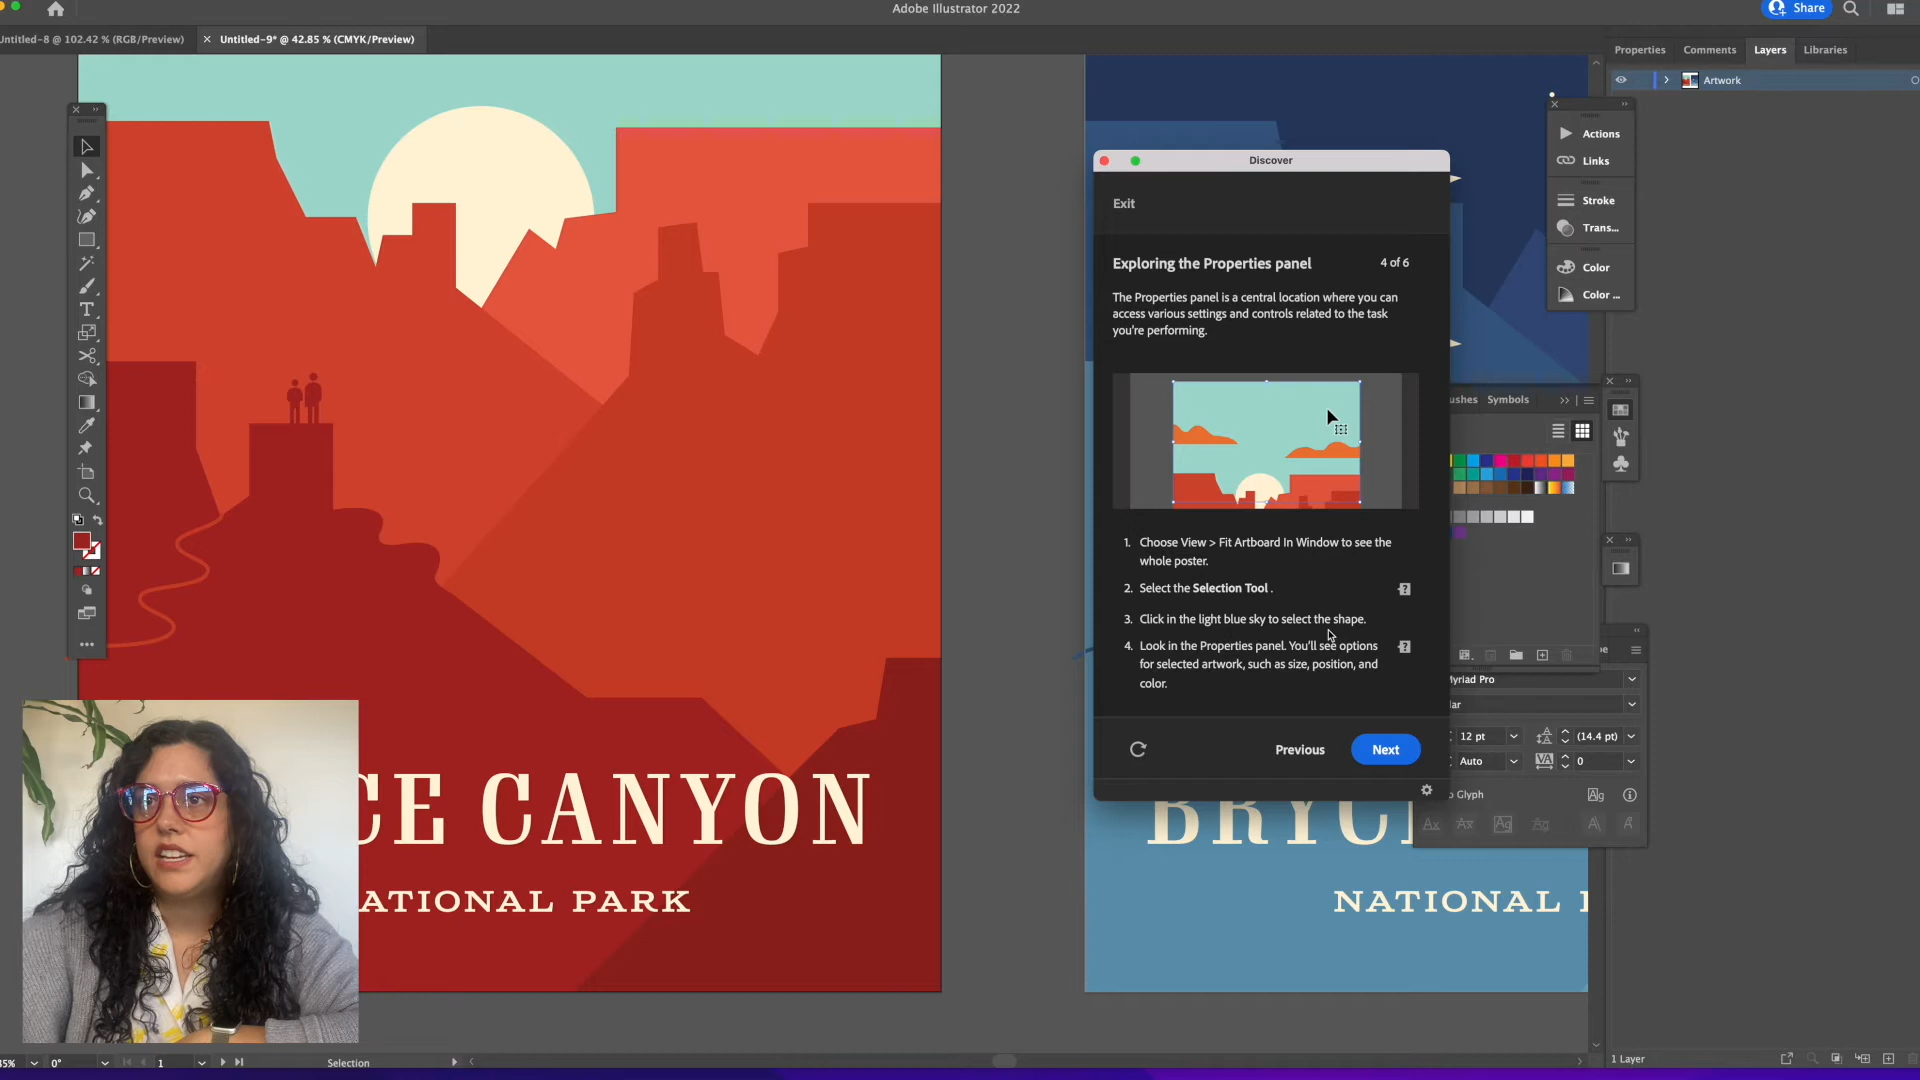 Adobe Illustrator 2022
Share
Untitled-8 @ 102.42 % (RGB/Preview)
× Untitled-9* @ 42.85 % (CMYK/Preview)
Properties
Comments
Layers
Libraries
Artwork
Actions
Links
Stroke
Trans...
Color
Color ...
Discover
Exit
Exploring the Properties panel
4 of 6
The Properties panel is a central location where you can
access various settings and controls related to the task
you're performing.
1. Choose View > Fit Artboard In Window to see the
whole poster.
2. Select the Selection Tool .
3. Click in the light blue sky to select the shape.
4. Look in the Properties panel. You'll see options
for selected artwork, such as size, position, and
color.
Previous
Next
ushes
Symbols
Myriad Pro
lar
12 pt
(14.4 pt)
Auto
0
o Glyph
CE CANYON
ATIONAL PARK
BRYC
NATIONAL
35%
0°
1
Selection
1 Layer